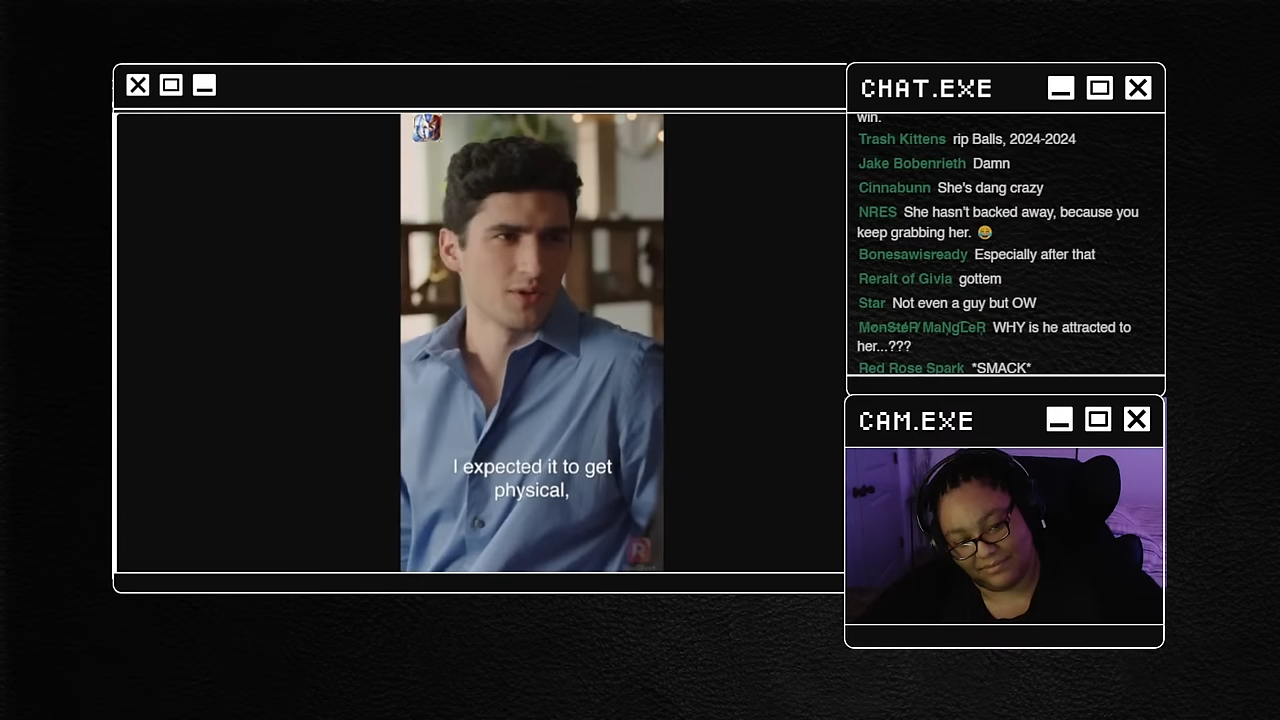 CHAT.EXE
win.
Trash Kittens rip Balls, 2024-2024
Jake Bobenrieth Damn
Cinnabunn She's dang crazy
NRES She hasn't backed away, because you
keep grabbing her. 😂
Bonesawisready Especially after that
Reralt of Givia gottem
Star Not even a guy but OW
MonStéR MaNgLeR WHY is he attracted to
her...???
Red Rose Spark *SMACK*
I expected it to get
physical,
CAM.EXE
R